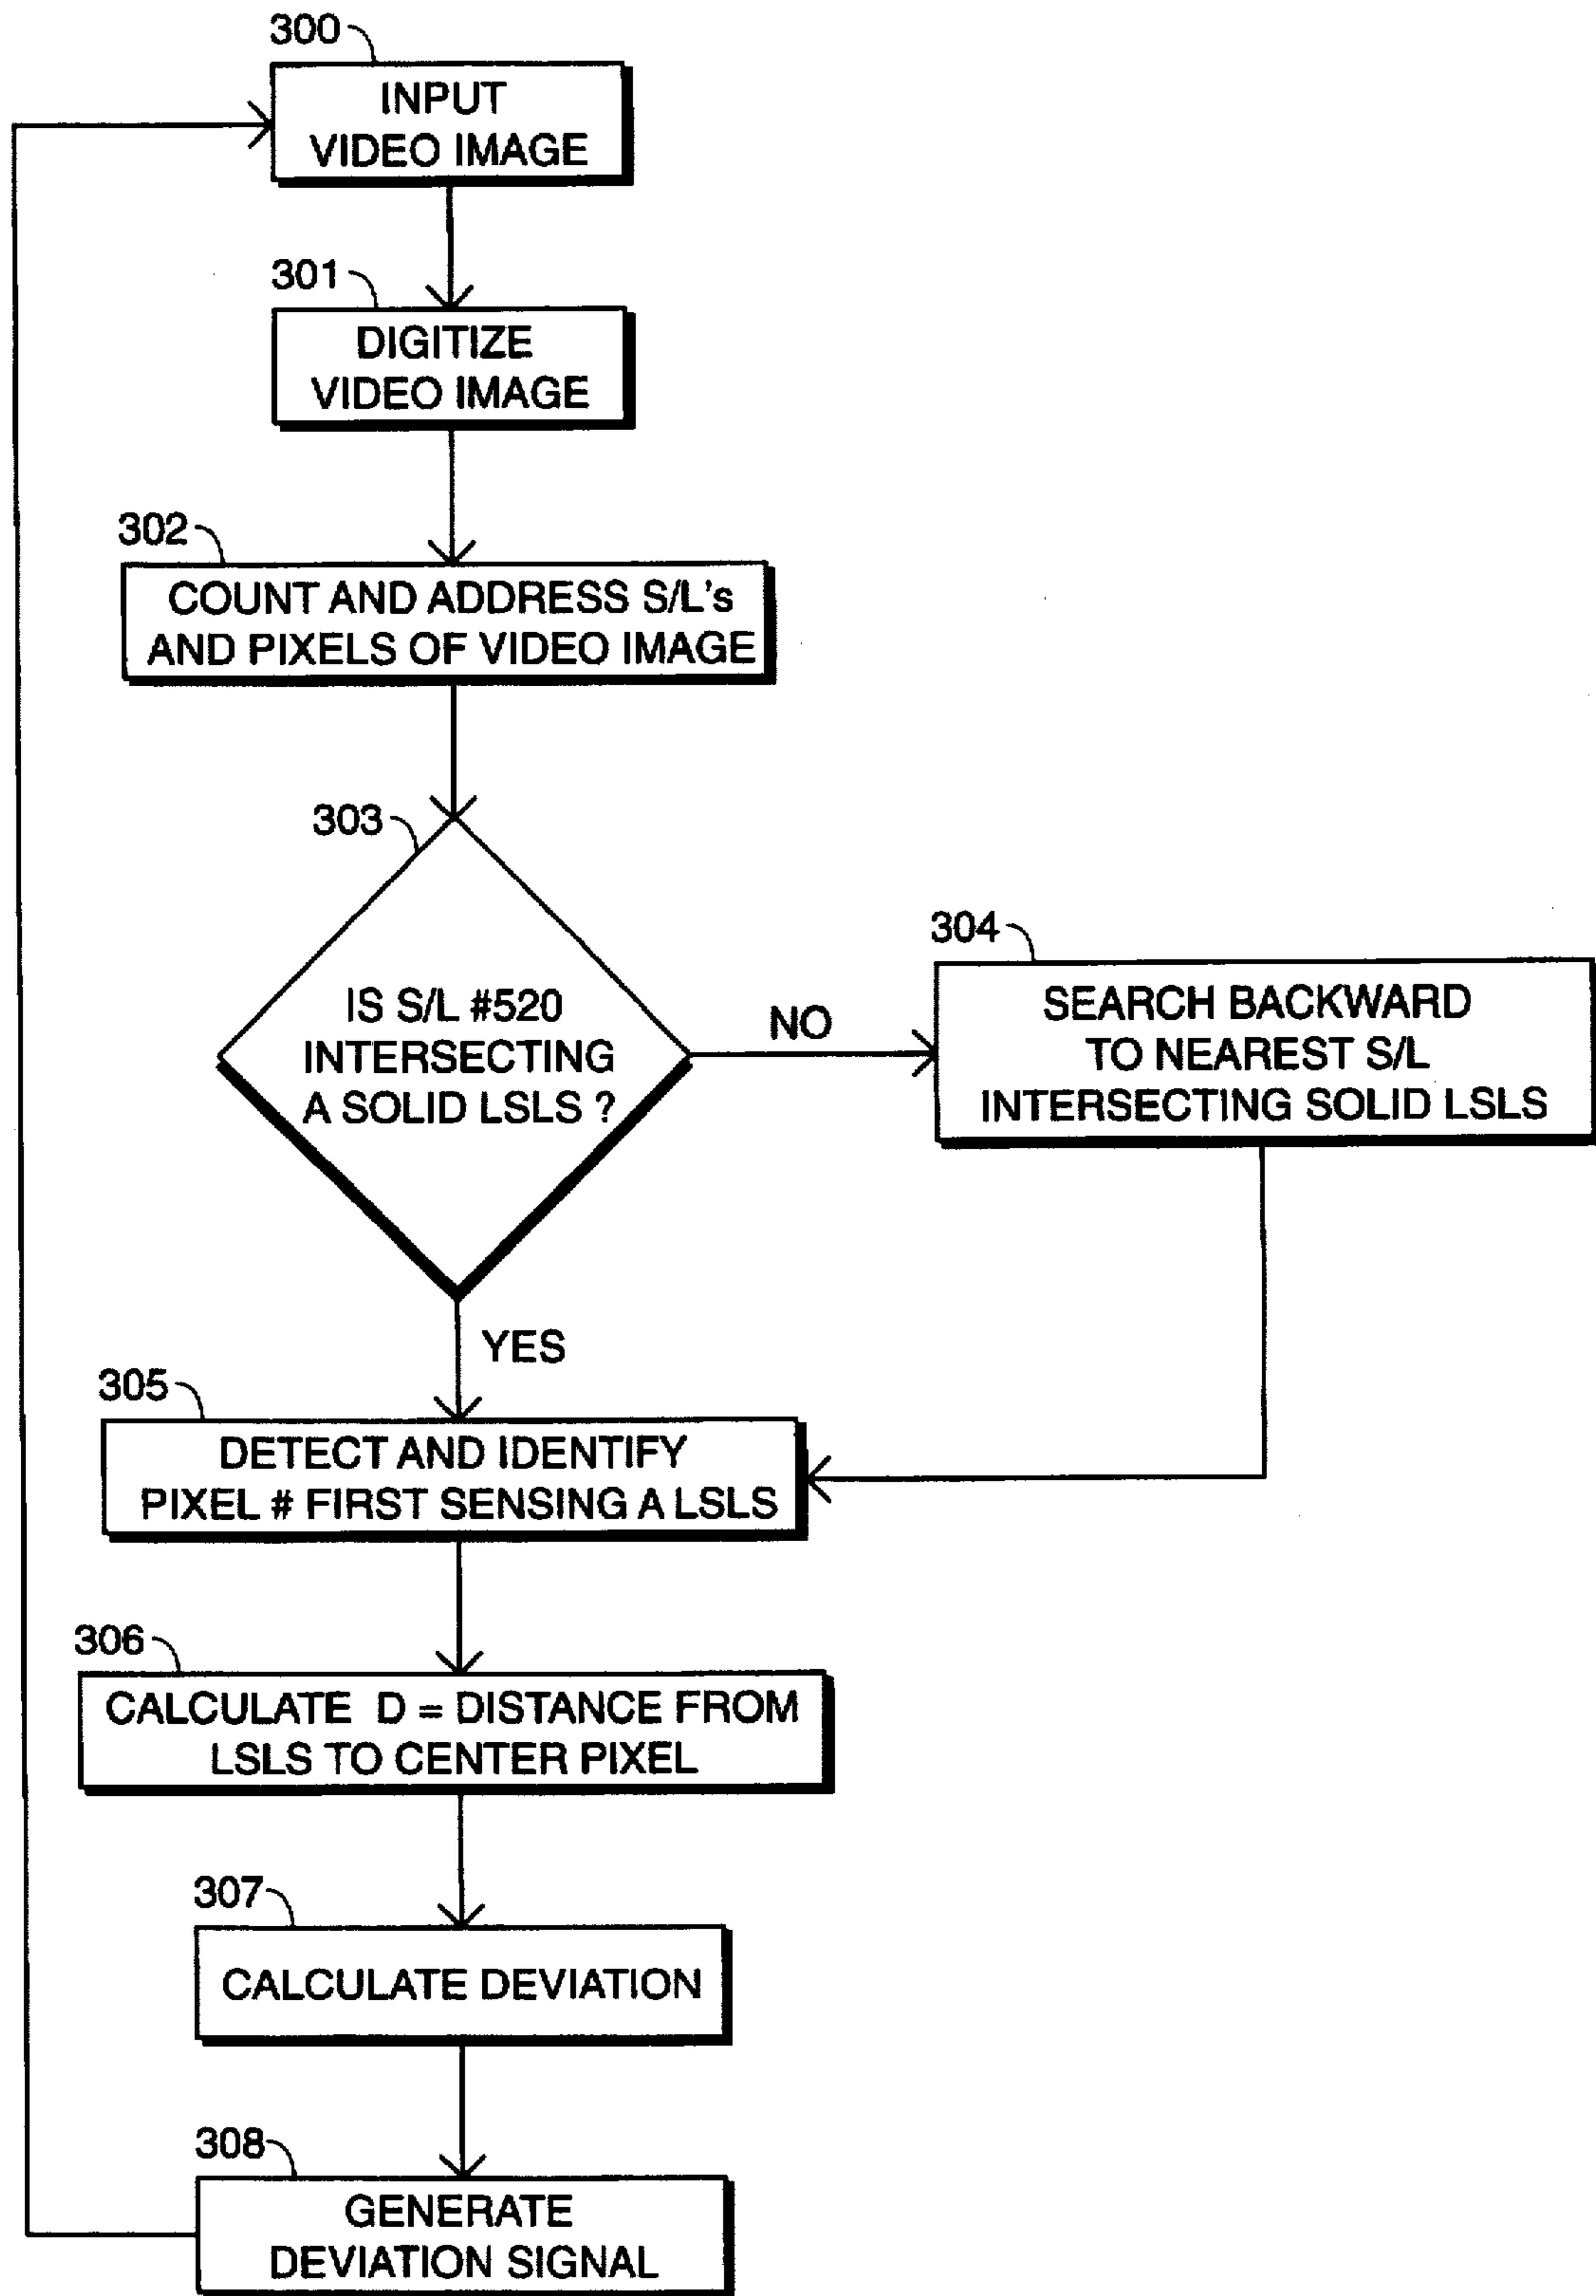 300
INPUT
VIDEO IMAGE
301
DIGITIZE
VIDEO IMAGE
302
COUNT AND ADDRESS S/L's
AND PIXELS OF VIDEO IMAGE
303
IS S/L #520
INTERSECTING
A SOLID LSLS ?
NO
304
SEARCH BACKWARD
TO NEAREST S/L
INTERSECTING SOLID LSLS
YES
305
DETECT AND IDENTIFY
PIXEL # FIRST SENSING A LSLS
306
CALCULATE D = DISTANCE FROM
LSLS TO CENTER PIXEL
307
CALCULATE DEVIATION
308
GENERATE
DEVIATION SIGNAL